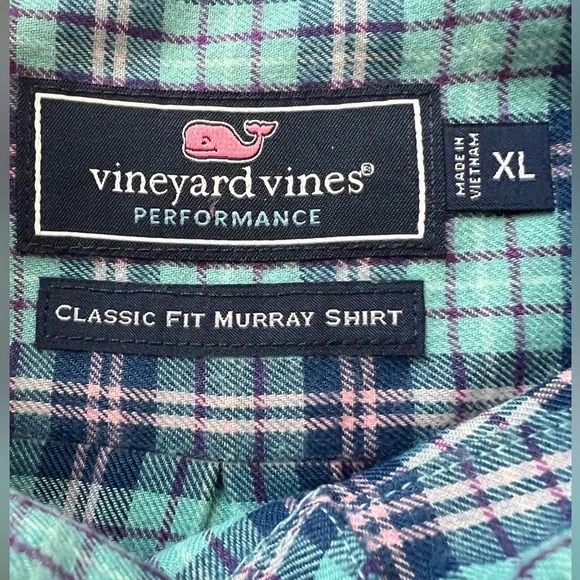 vineyard vines®
PERFORMANCE
MADE IN
VIETNAM
XL
CLASSIC FIT MURRAY SHIRT